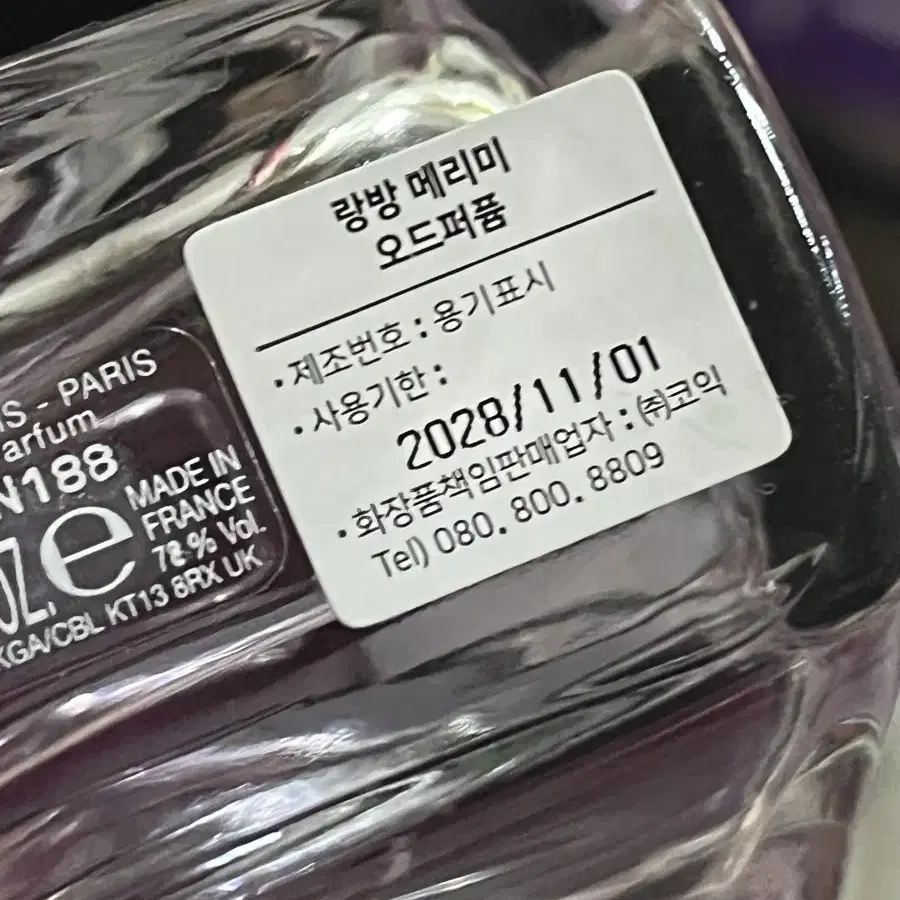 랑방 메리미
오드퍼퓸
• 제조번호 : 용기표시
• 사용기한 :
2028/11/01
• 화장품책임판매업자 : ㈜코익
Tel) 080.800.8809
- PARIS
N188
MADE IN
FRANCE
% Vol.
e
KGA/CBL KT13 8RX UK